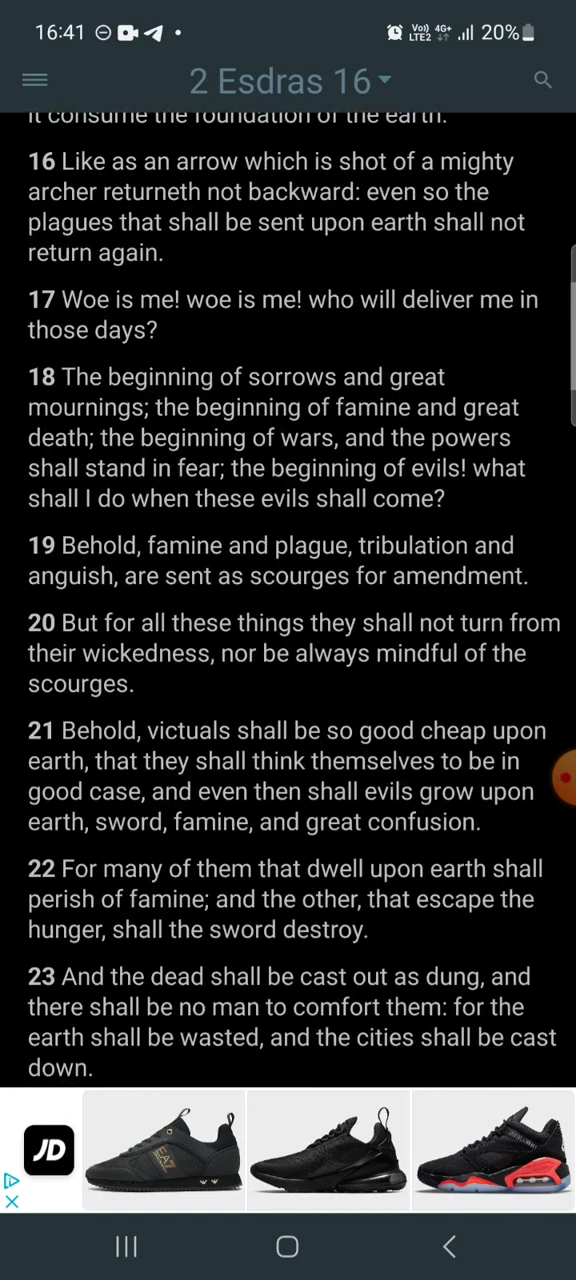 16:41
Vo)) 4G+
LTE2
20%
2 Esdras 16
it consume the foundation of the earth.
16 Like as an arrow which is shot of a mighty
archer returneth not backward: even so the
plagues that shall be sent upon earth shall not
return again.
17 Woe is me! woe is me! who will deliver me in
those days?
18 The beginning of sorrows and great
mournings; the beginning of famine and great
death; the beginning of wars, and the powers
shall stand in fear; the beginning of evils! what
shall I do when these evils shall come?
19 Behold, famine and plague, tribulation and
anguish, are sent as scourges for amendment.
20 But for all these things they shall not turn from
their wickedness, nor be always mindful of the
scourges.
21 Behold, victuals shall be so good cheap upon
earth, that they shall think themselves to be in
good case, and even then shall evils grow upon
earth, sword, famine, and great confusion.
22 For many of them that dwell upon earth shall
perish of famine; and the other, that escape the
hunger, shall the sword destroy.
23 And the dead shall be cast out as dung, and
there shall be no man to comfort them: for the
earth shall be wasted, and the cities shall be cast
down.
JD
EA7